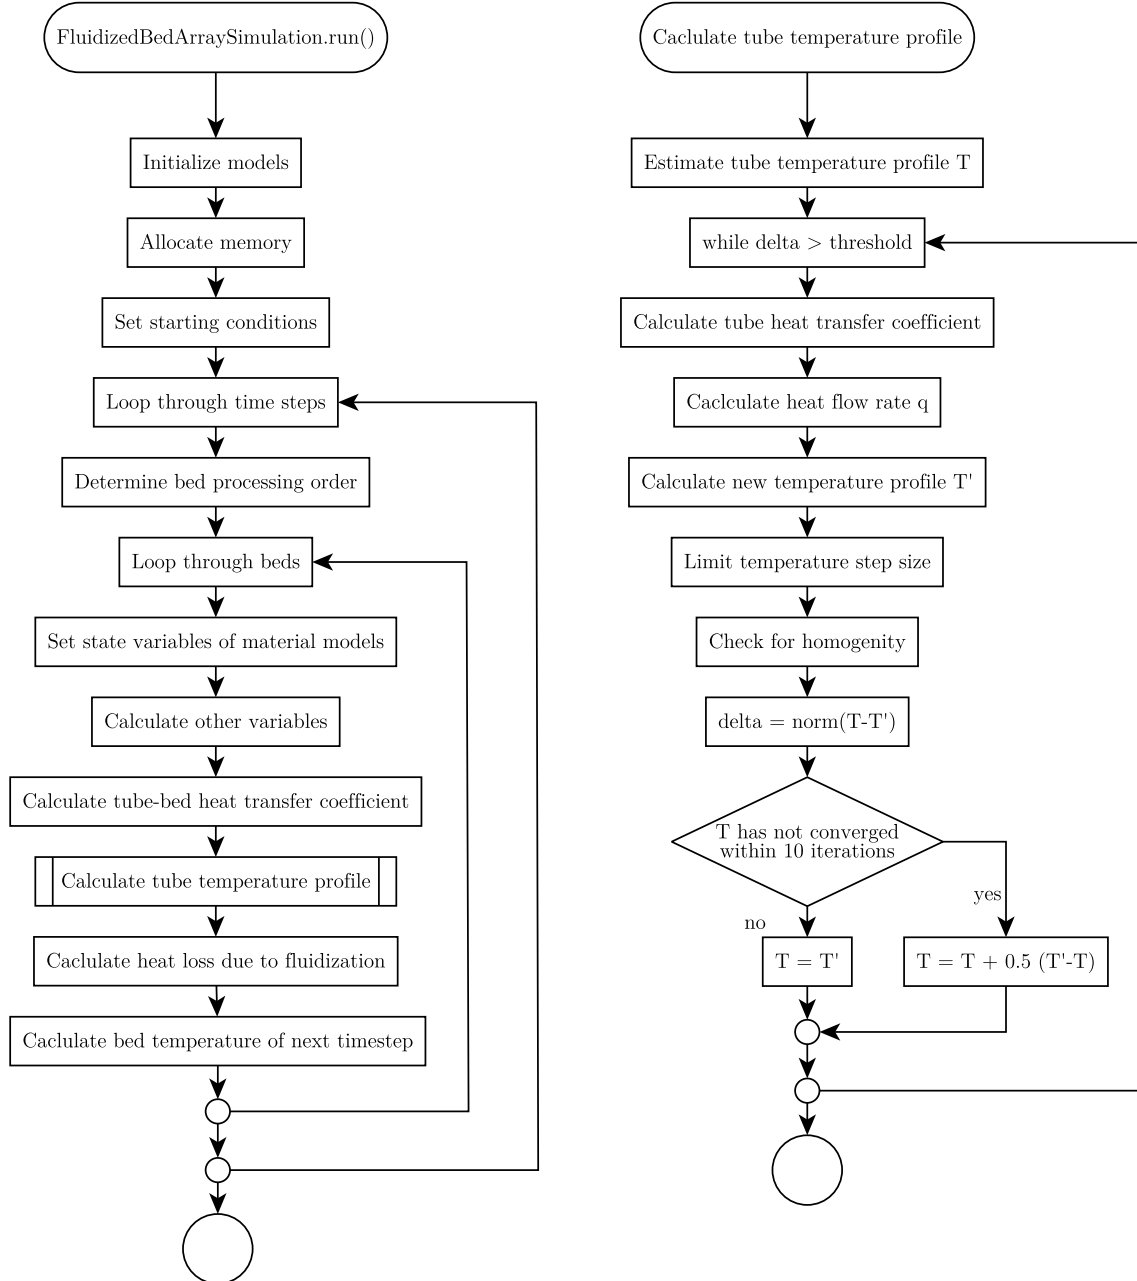 FluidizedBedArraySimulation.run()
Initialize models
Allocate memory
Set starting conditions
Loop through time steps
Determine bed processing order
Loop through beds
Set state variables of material models
Calculate other variables
Calculate tube-bed heat transfer coefficient
Calculate tube temperature profile
Caclulate heat loss due to fluidization
Caclulate bed temperature of next timestep
Caclulate tube temperature profile
Estimate tube temperature profile T
while delta > threshold
Calculate tube heat transfer coefficient
Caclculate heat flow rate q
Calculate new temperature profile T'
Limit temperature step size
Check for homogenity
delta = norm(T-T')
T has not converged
within 10 iterations
yes
no
T = T'
T = T + 0.5 (T'-T)